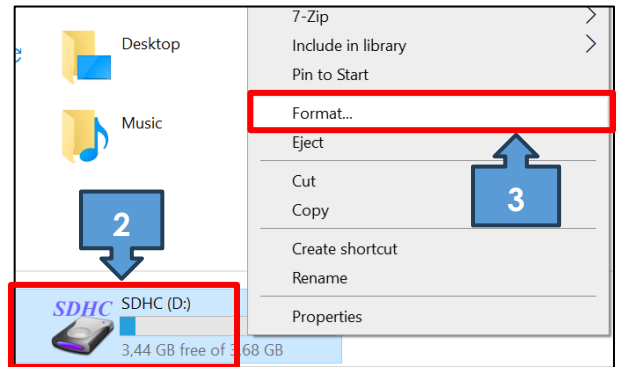 Desktop
Music
7-Zip
Include in library
Pin to Start
Format...
Eject
Cut
Copy
Create shortcut
Rename
Properties
2
3
SDHC
SDHC (D:)
3,44 GB free of 3,68 GB